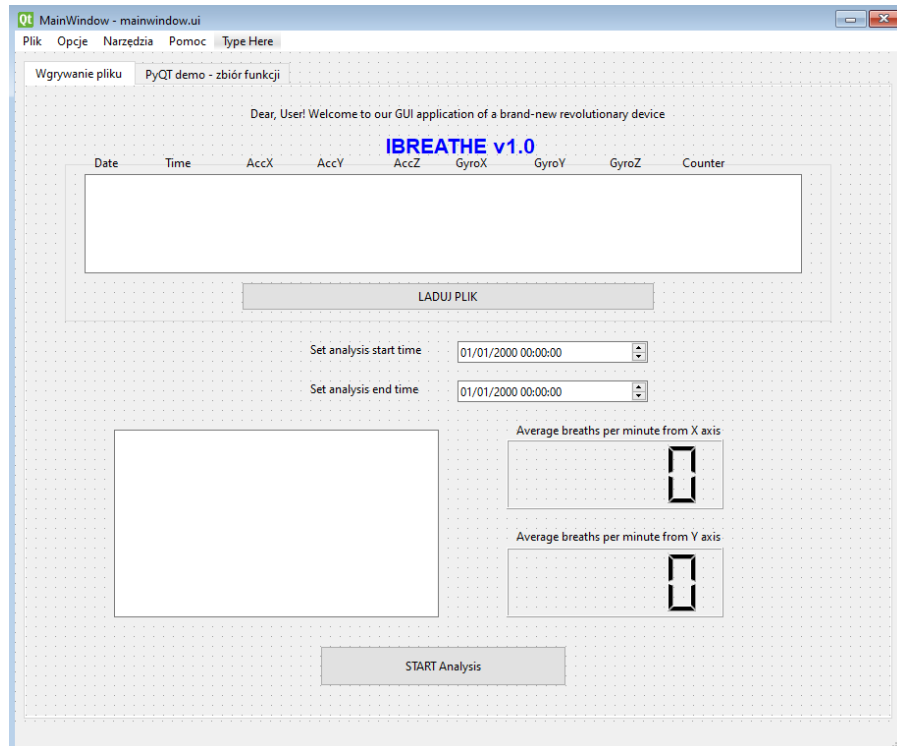 MainWindow - mainwindow.ui
Plik Opcje Narzędzia Pomoc Type Here
Wgrywanie pliku PyQT demo - zbiór funkcji
Dear, User! Welcome to our GUI application of a brand-new revolutionary device
IBREATHE v1.0
Date Time AccX AccY AccZ GyroX GyroY GyroZ Counter
LADUJ PLIK
Set analysis start time 01/01/2000 00:00:00
Set analysis end time 01/01/2000 00:00:00
Average breaths per minute from X axis
0
Average breaths per minute from Y axis
0
START Analysis